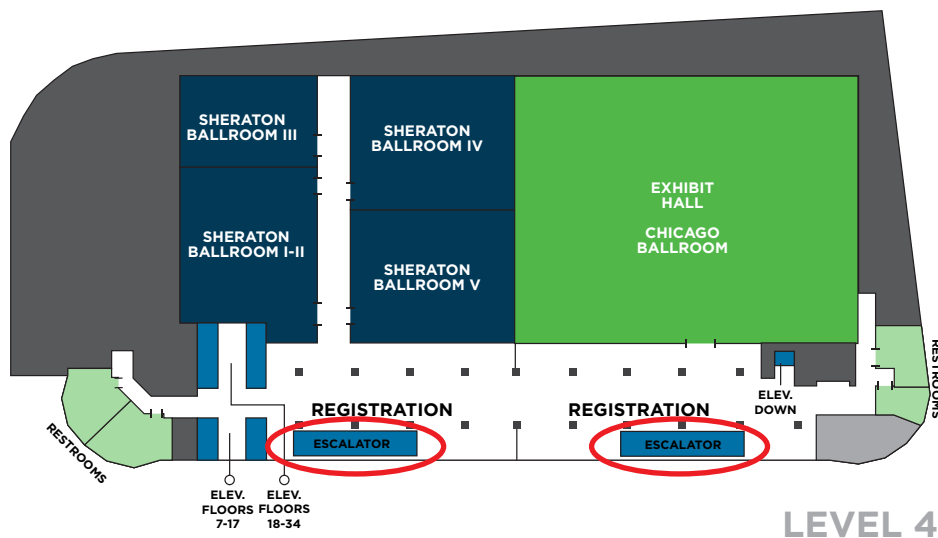 SHERATON
BALLROOM III
SHERATON
BALLROOM IV
EXHIBIT
HALL
CHICAGO
BALLROOM
SHERATON
BALLROOM I-II
SHERATON
BALLROOM V
RESTROOMS
ELEV.
DOWN
REGISTRATION
REGISTRATION
ESCALATOR
ESCALATOR
RESTROOMS
ELEV.
FLOORS
7-17
ELEV.
FLOORS
18-34
LEVEL 4